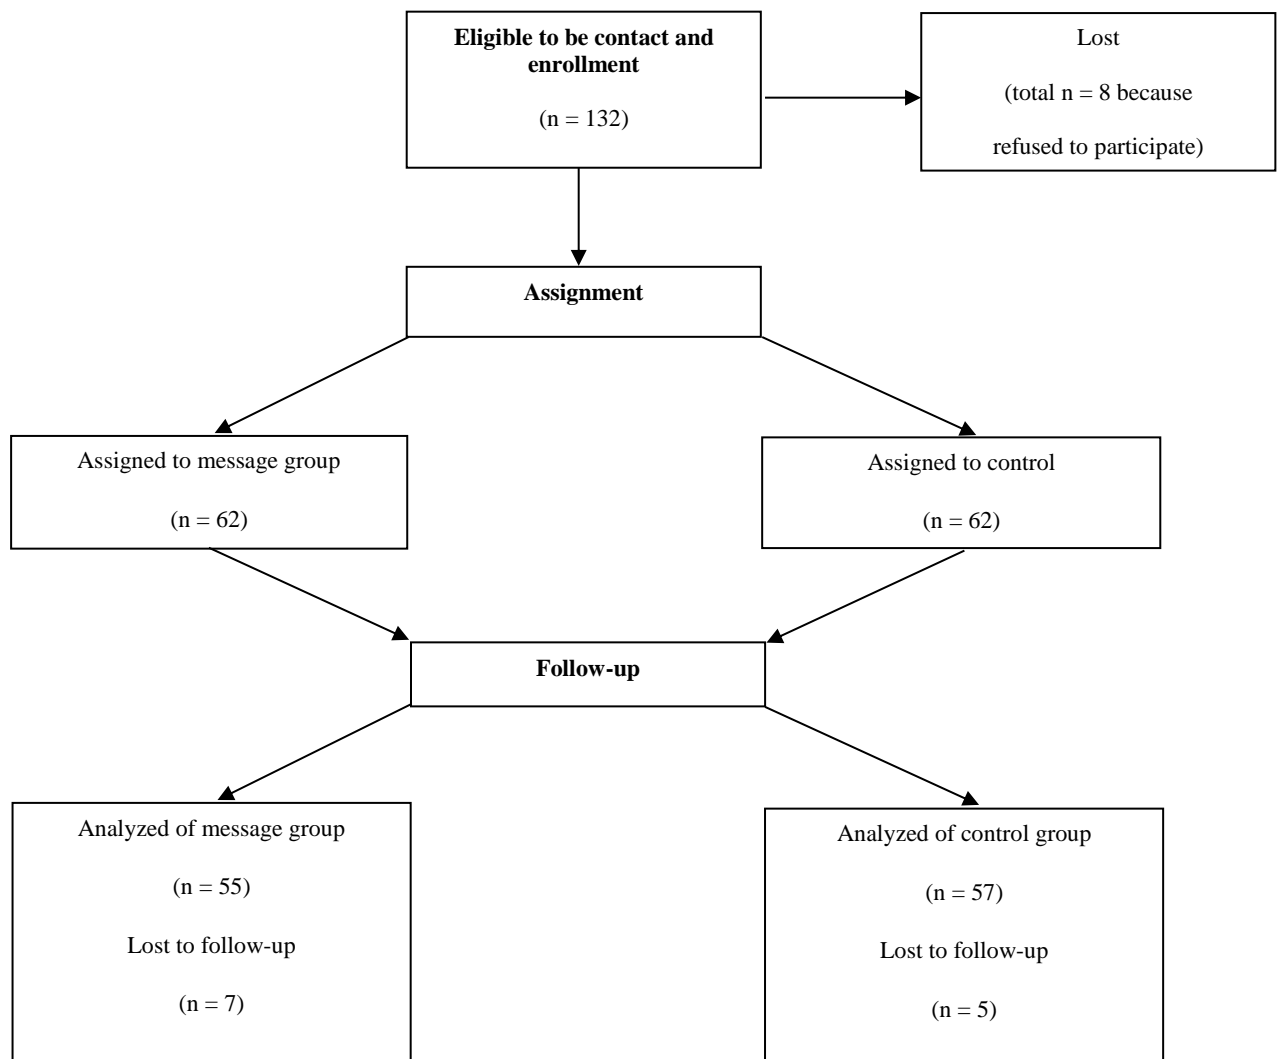 Eligible to be contact and
enrollment
(n = 132)
Lost
(total n = 8 because
refused to participate)
Assignment
Assigned to message group
(n = 62)
Assigned to control
(n = 62)
Follow-up
Analyzed of message group
(n = 55)
Lost to follow-up
(n = 7)
Analyzed of control group
(n = 57)
Lost to follow-up
(n = 5)